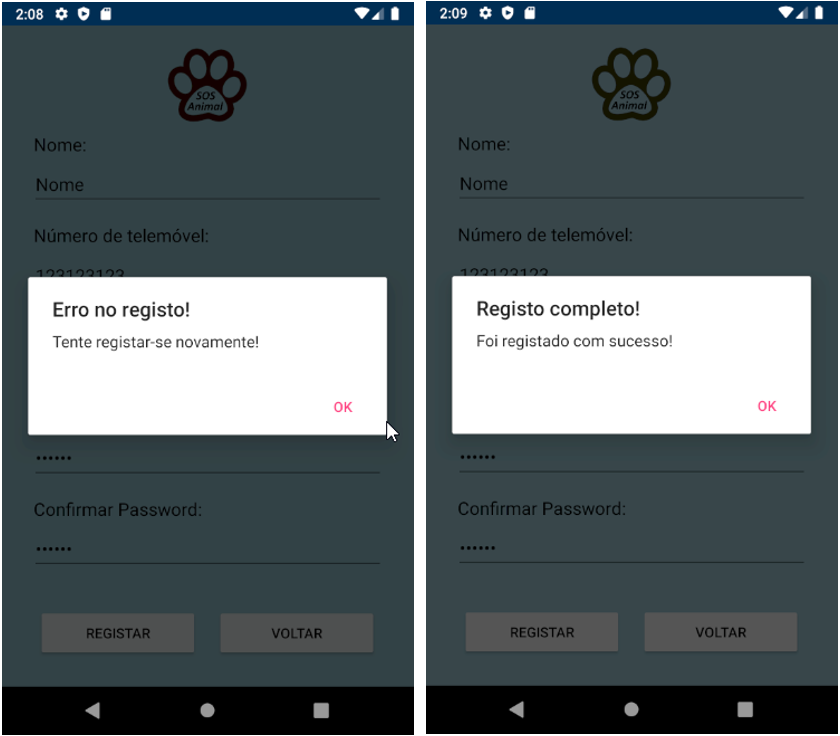 2:08
SOS
Animal
Nome:
Nome
Número de telemóvel:
123123123
Erro no registo!
Tente registar-se novamente!
OK
••••••
Confirmar Password:
••••••
REGISTAR VOLTAR
2:09
SOS
Animal
Nome:
Nome
Número de telemóvel:
123123123
Registo completo!
Foi registado com sucesso!
OK
••••••
Confirmar Password:
••••••
REGISTAR VOLTAR